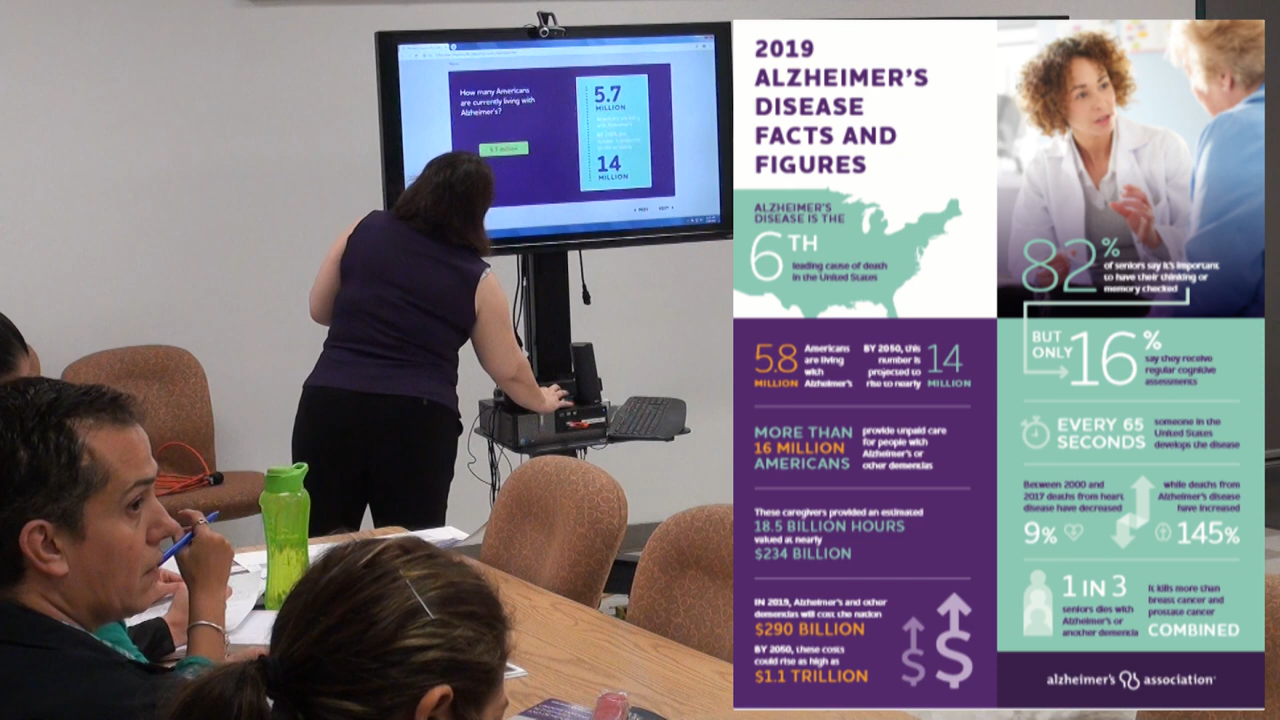 How many Americans
are currently living with
Alzheimer's?
5.7 million
5.7
MILLION
14
MILLION
2019
ALZHEIMER'S
DISEASE
FACTS AND
FIGURES
ALZHEIMER'S
DISEASE IS THE
6TH
leading cause of death
in the United States
82%
of seniors say it's important
to have their thinking or
memory checked
BUT
ONLY
16%
say they receive
regular cognitive
assessments
5.8
MILLION
Americans
are living
with
Alzheimer's
BY 2050, this
number is
projected to
rise to nearly
14
MILLION
MORE THAN
16 MILLION
AMERICANS
provide unpaid care
for people with
Alzheimer's or
other dementias
These caregivers provided an estimated
18.5 BILLION HOURS
valued at nearly
$234 BILLION
IN 2019, Alzheimer's and other
dementias will cost the nation
$290 BILLION
BY 2050, these costs
could rise as high as
$1.1 TRILLION
EVERY 65
SECONDS
someone in the
United States
develops the disease
Between 2000 and
2017 deaths from heart
disease have decreased
9%
while deaths from
Alzheimer's disease
have increased
145%
1 IN 3
seniors dies with
Alzheimer's or
another dementia
It kills more than
breast cancer and
prostate cancer
COMBINED
alzheimer's association